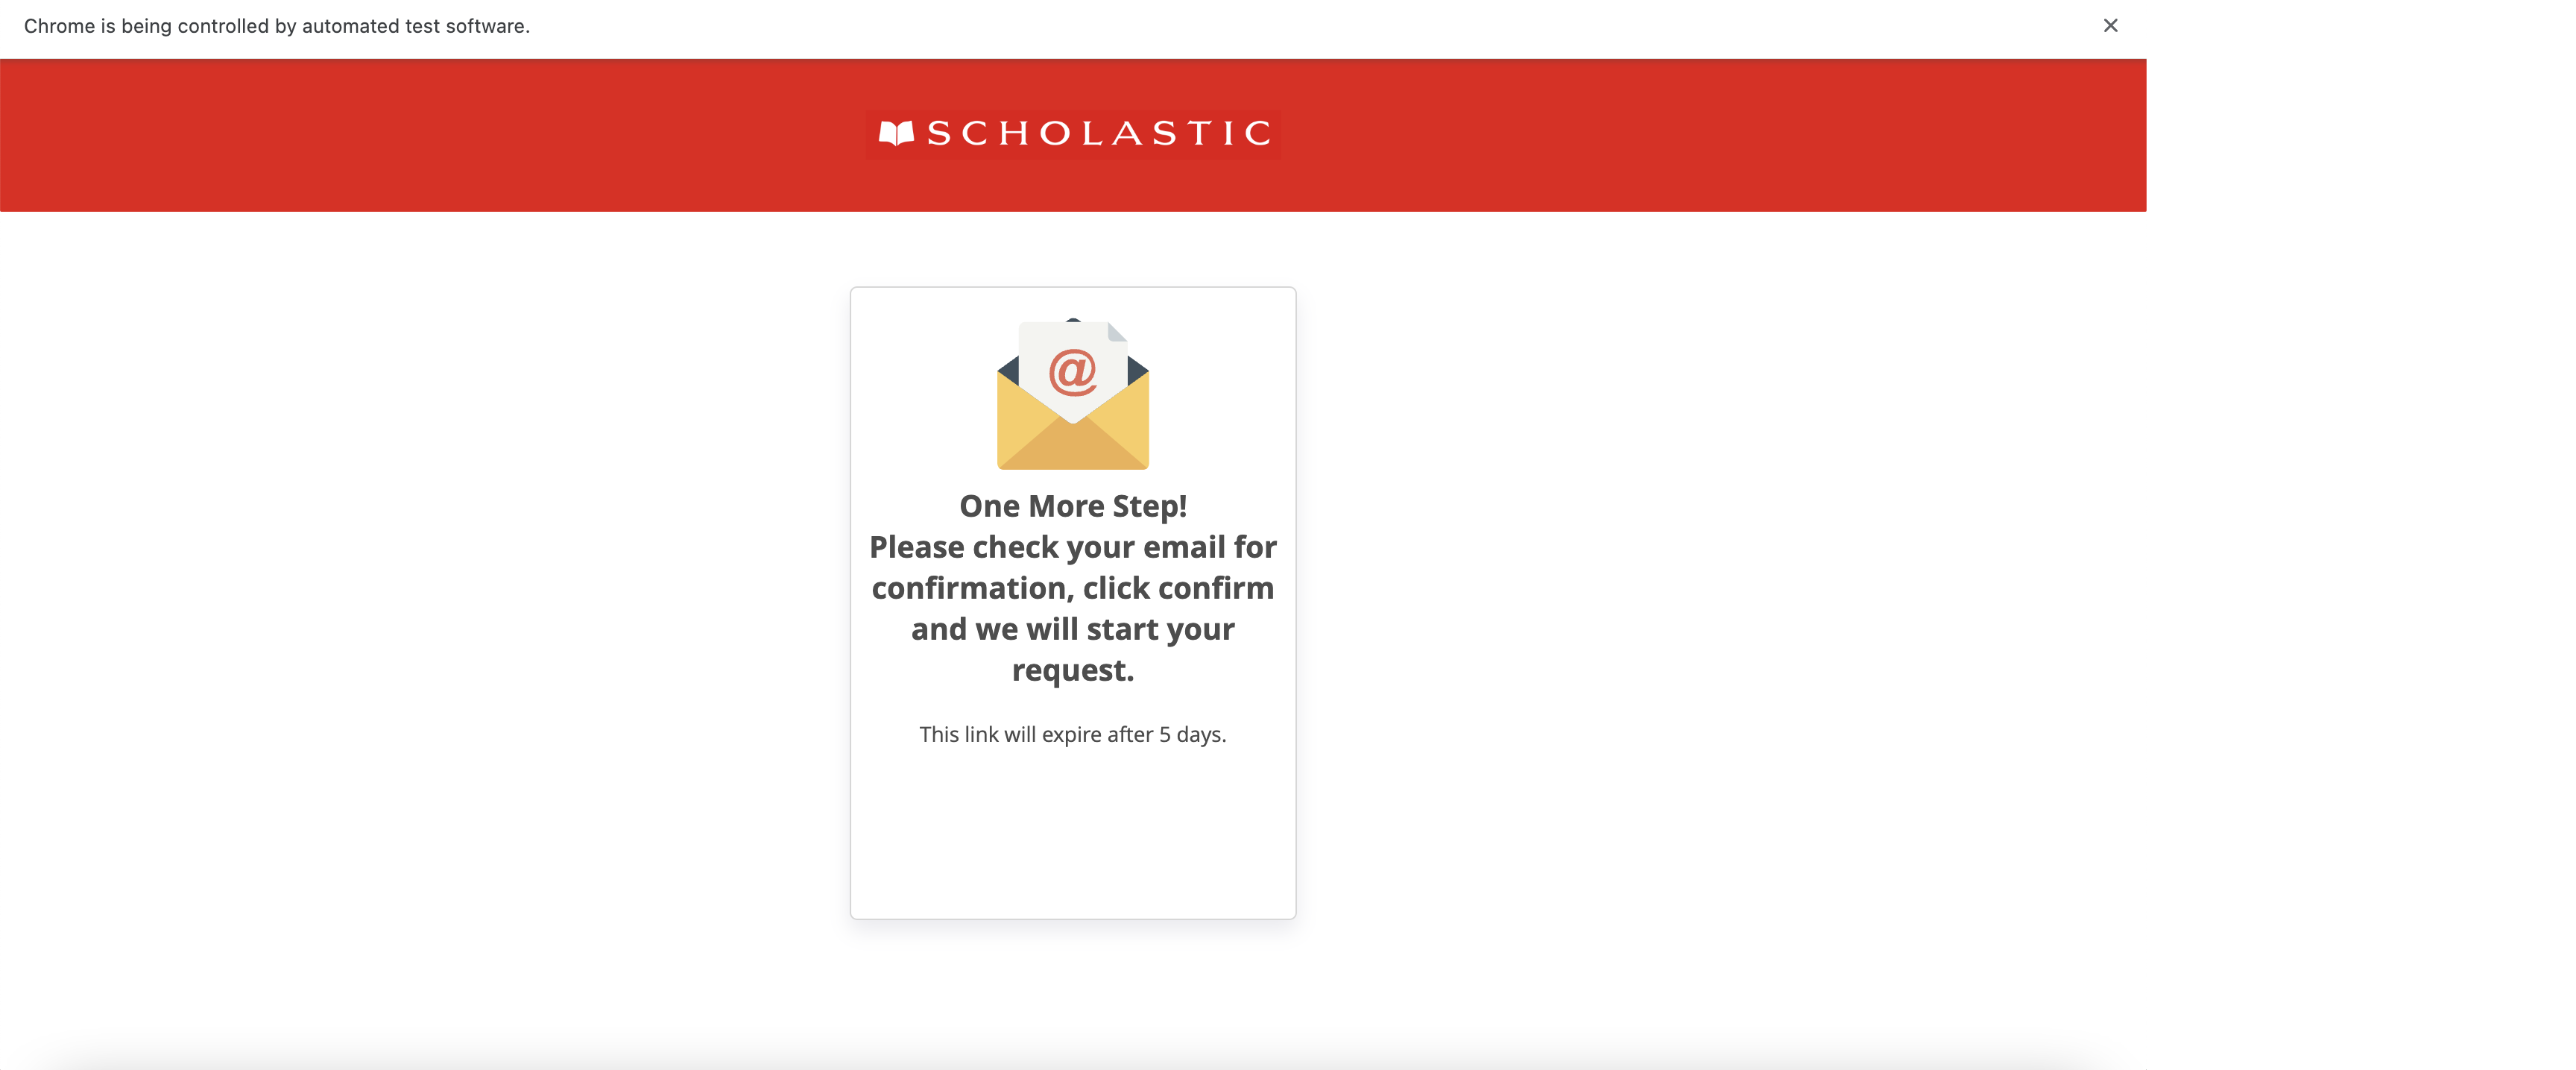 Chrome is being controlled by automated test software.
SCHOLASTIC
@
One More Step!
Please check your email for
confirmation, click confirm
and we will start your
request.
This link will expire after 5 days.